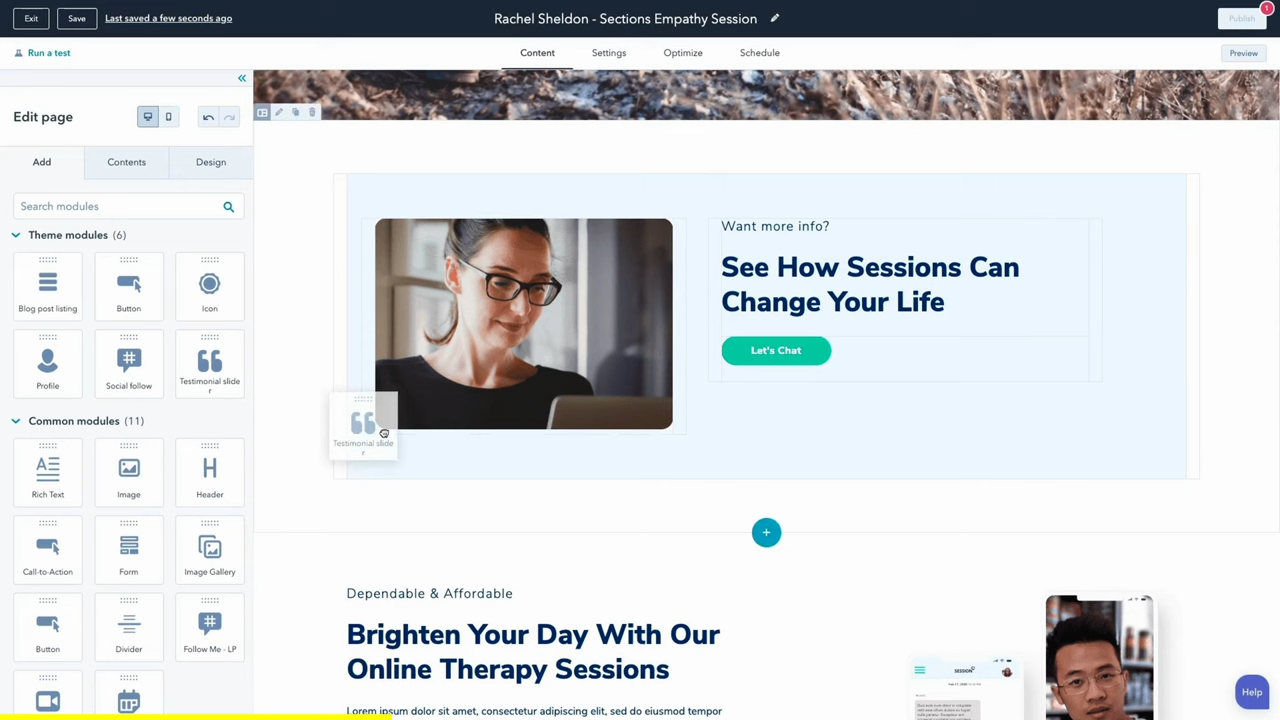 Exit
Save
Last saved a few seconds ago
Rachel Sheldon - Sections Empathy Session
Publish
1
Run a test
Content
Settings
Optimize
Schedule
Preview
Edit page
Add
Contents
Design
Search modules
Theme modules (6)
Blog post listing
Button
Icon
Profile
Social follow
Testimonial slide
r
Common modules (11)
Rich Text
Image
Header
Call-to-Action
Form
Image Gallery
Button
Divider
Follow Me - LP
Want more info?
See How Sessions Can
Change Your Life
Let's Chat
Testimonial slide
r
Dependable & Affordable
Brighten Your Day With Our
Online Therapy Sessions
Lorem ipsum dolor sit amet, consectetur adipiscing elit, sed do eiusmod tempor
SESSION
Help